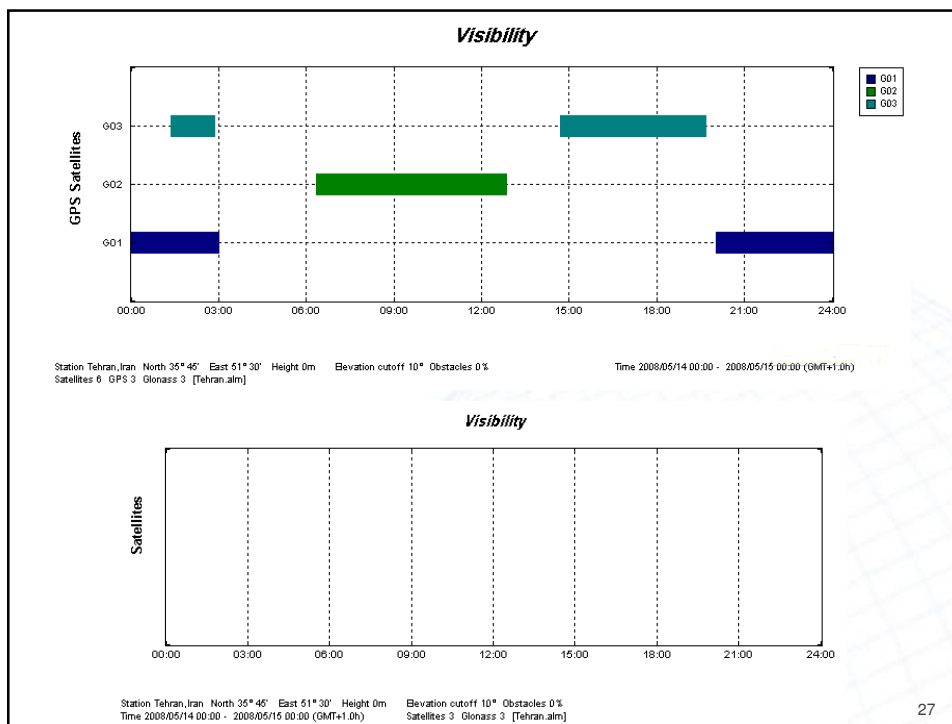 Visibility
G01
G02
G03
GPS Satellites
G03
G02
G01
00:00 03:00 06:00 09:00 12:00 15:00 18:00 21:00 24:00
Station Tehran,Iran North 35° 45' East 51° 30' Height 0m Elevation cutoff 10° Obstacles 0% Time 2008/05/14 00:00 - 2008/05/15 00:00 (GMT+1.0h)
Satellites 6 GPS 3 Glonass 3 [Tehran.alm]
Visibility
Satellites
00:00 03:00 06:00 09:00 12:00 15:00 18:00 21:00 24:00
Station Tehran,Iran North 35° 45' East 51° 30' Height 0m Elevation cutoff 10° Obstacles 0%
Time 2008/05/14 00:00 - 2008/05/15 00:00 (GMT+1.0h) Satellites 3 Glonass 3 [Tehran.alm]
27